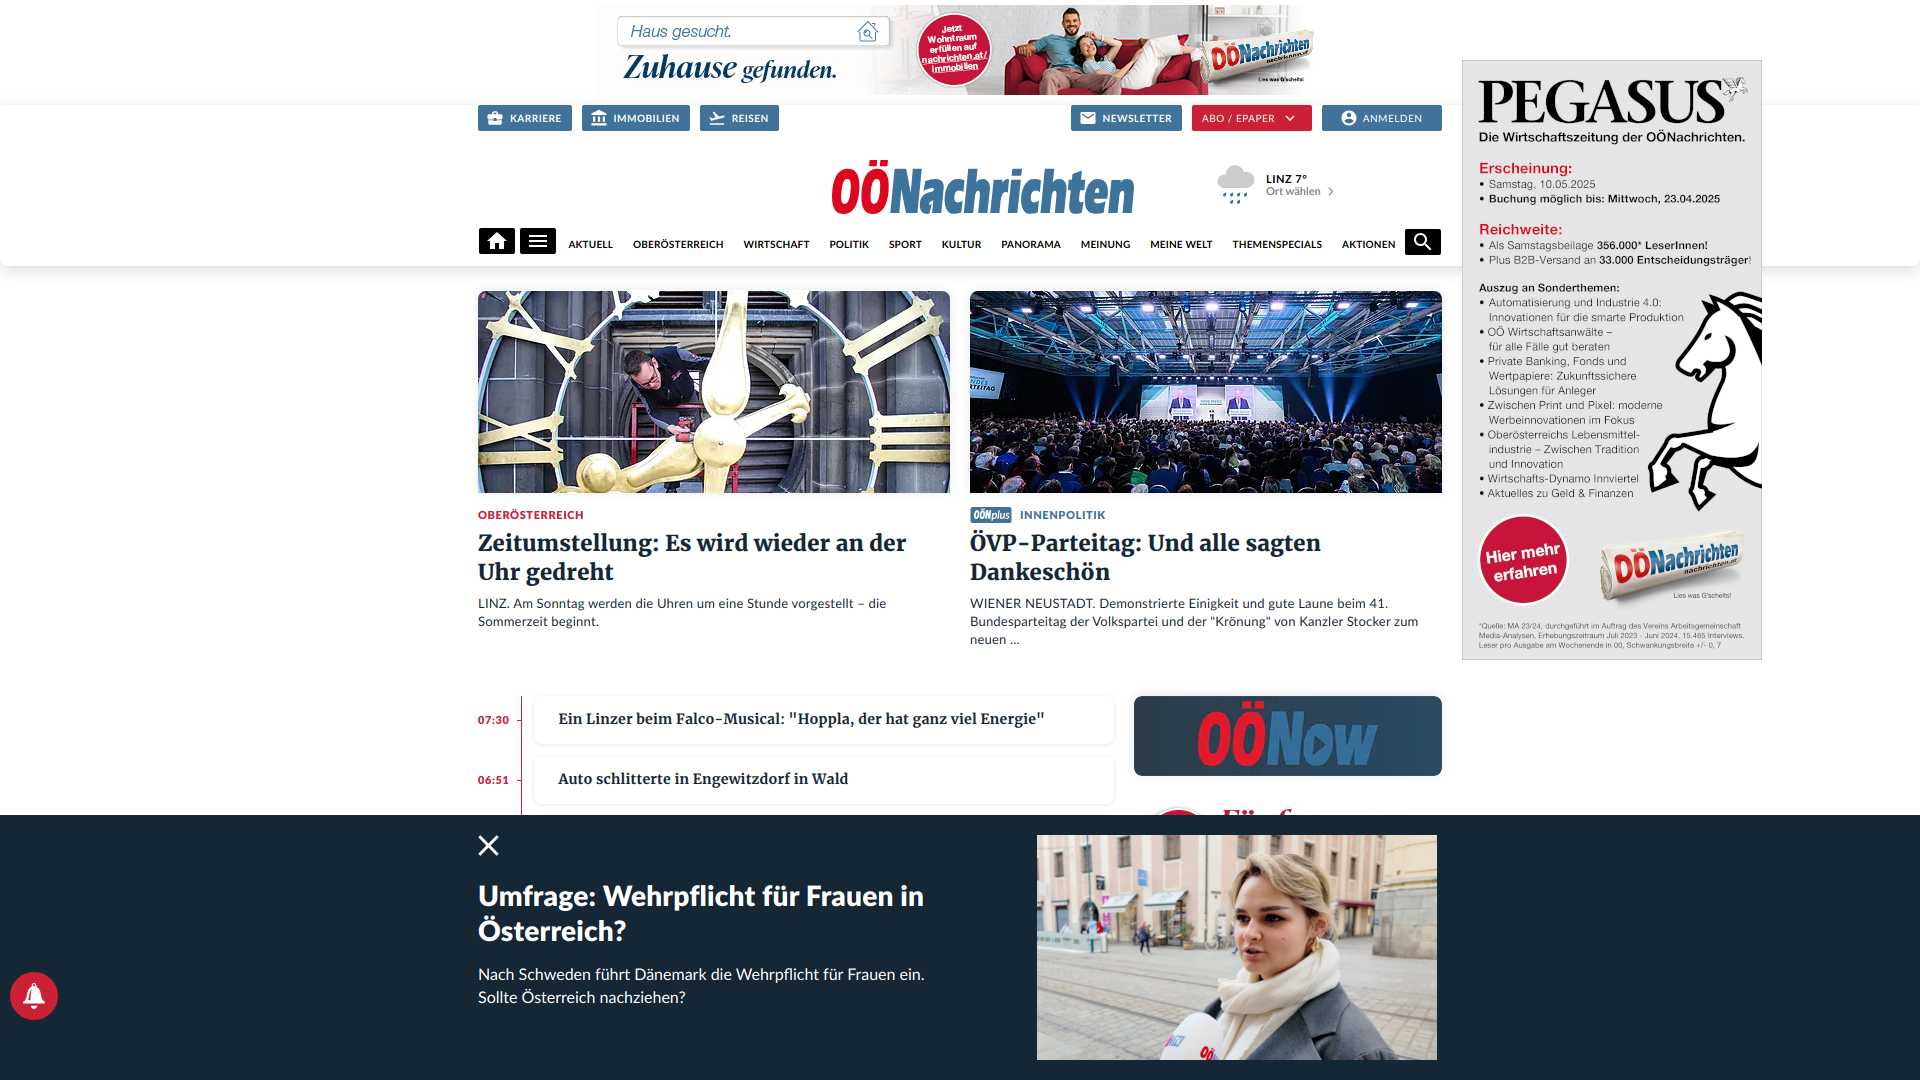 Haus gesucht.
Zuhause gefunden.
Jetzt
Wohntraum
erfüllen auf
nachrichten.at/
immobilien
OÖNachrichten
nachrichten.at
Lies was G'scheits!
KARRIERE
IMMOBILIEN
REISEN
NEWSLETTER
ABO / EPAPER
ANMELDEN
OÖNachrichten
LINZ 7°
Ort wählen
AKTUELL
OBERÖSTERREICH
WIRTSCHAFT
POLITIK
SPORT
KULTUR
PANORAMA
MEINUNG
MEINE WELT
THEMENSPECIALS
AKTIONEN
PEGASUS
Die Wirtschaftszeitung der OÖNachrichten.
Erscheinung:
• Samstag, 10.05.2025
• Buchung möglich bis: Mittwoch, 23.04.2025
Reichweite:
• Als Samstagsbeilage 356.000* LeserInnen!
• Plus B2B-Versand an 33.000 Entscheidungsträger!
Auszug an Sonderthemen:
• Automatisierung und Industrie 4.0:
Innovationen für die smarte Produktion
• OÖ Wirtschaftsanwälte –
für alle Fälle gut beraten
• Private Banking, Fonds und
Wertpapiere: Zukunftssichere
Lösungen für Anleger
• Zwischen Print und Pixel: moderne
Werbeinnovationen im Fokus
• Oberösterreichs Lebensmittel-
industrie – Zwischen Tradition
und Innovation
• Wirtschafts-Dynamo Innviertel
• Aktuelles zu Geld & Finanzen
Hier mehr
erfahren
OÖNachrichten
nachrichten.at
Lies was G'scheits!
*Quelle: MA 23/24, durchgeführt im Auftrag des Vereins Arbeitsgemeinschaft
Media-Analysen, Erhebungszeitraum Juli 2023 - Juni 2024, 15.465 Interviews,
Leser pro Ausgabe am Wochenende in OÖ, Schwankungsbreite +/- 0, 7
OBERÖSTERREICH
Zeitumstellung: Es wird wieder an der
Uhr gedreht
LINZ. Am Sonntag werden die Uhren um eine Stunde vorgestellt – die
Sommerzeit beginnt.
OÖNplus INNENPOLITIK
ÖVP-Parteitag: Und alle sagten
Dankeschön
WIENER NEUSTADT. Demonstrierte Einigkeit und gute Laune beim 41.
Bundesparteitag der Volkspartei und der "Krönung" von Kanzler Stocker zum
neuen ...
07:30
Ein Linzer beim Falco-Musical: "Hoppla, der hat ganz viel Energie"
06:51
Auto schlitterte in Engewitzdorf in Wald
OÖNow
Umfrage: Wehrpflicht für Frauen in
Österreich?
Nach Schweden führt Dänemark die Wehrpflicht für Frauen ein.
Sollte Österreich nachziehen?